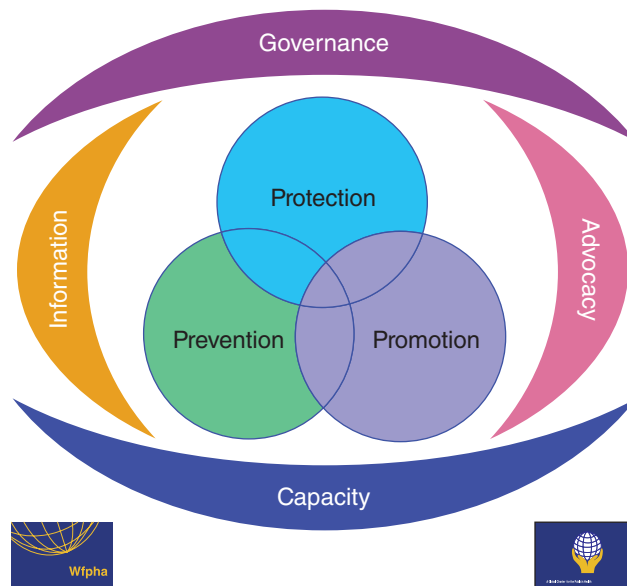 Governance
Protection
Information
Advocacy
Prevention
Promotion
Capacity
Wfpha